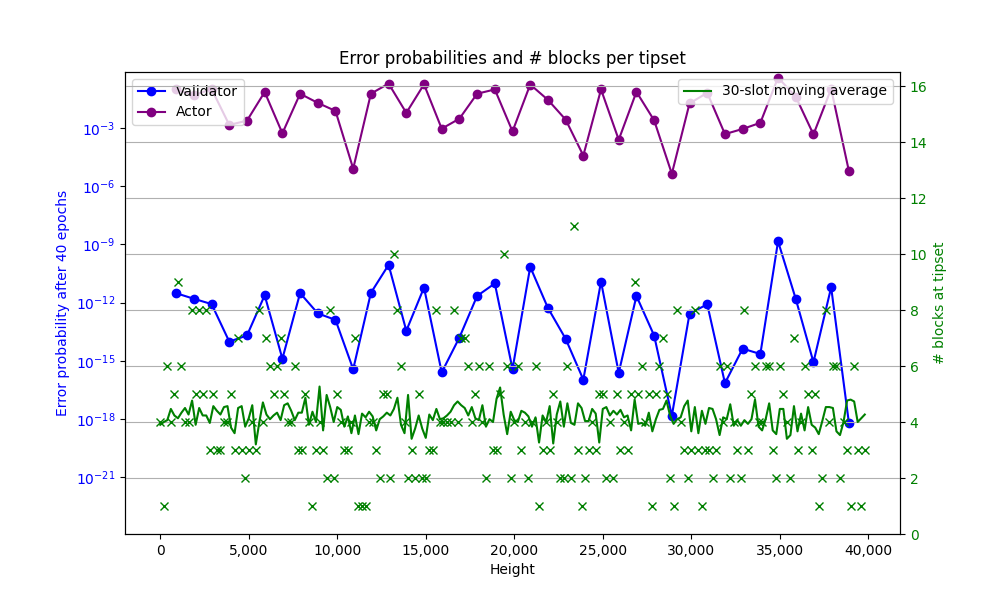 Error probabilities and # blocks per tipset
Validator
Actor
30-slot moving average
Error probability after 40 epochs
10^−3
10^−6
10^−9
10^−12
10^−15
10^−18
10^−21
16
14
12
10
8
6
4
2
0
# blocks at tipset
0 5,000 10,000 15,000 20,000 25,000 30,000 35,000 40,000
Height